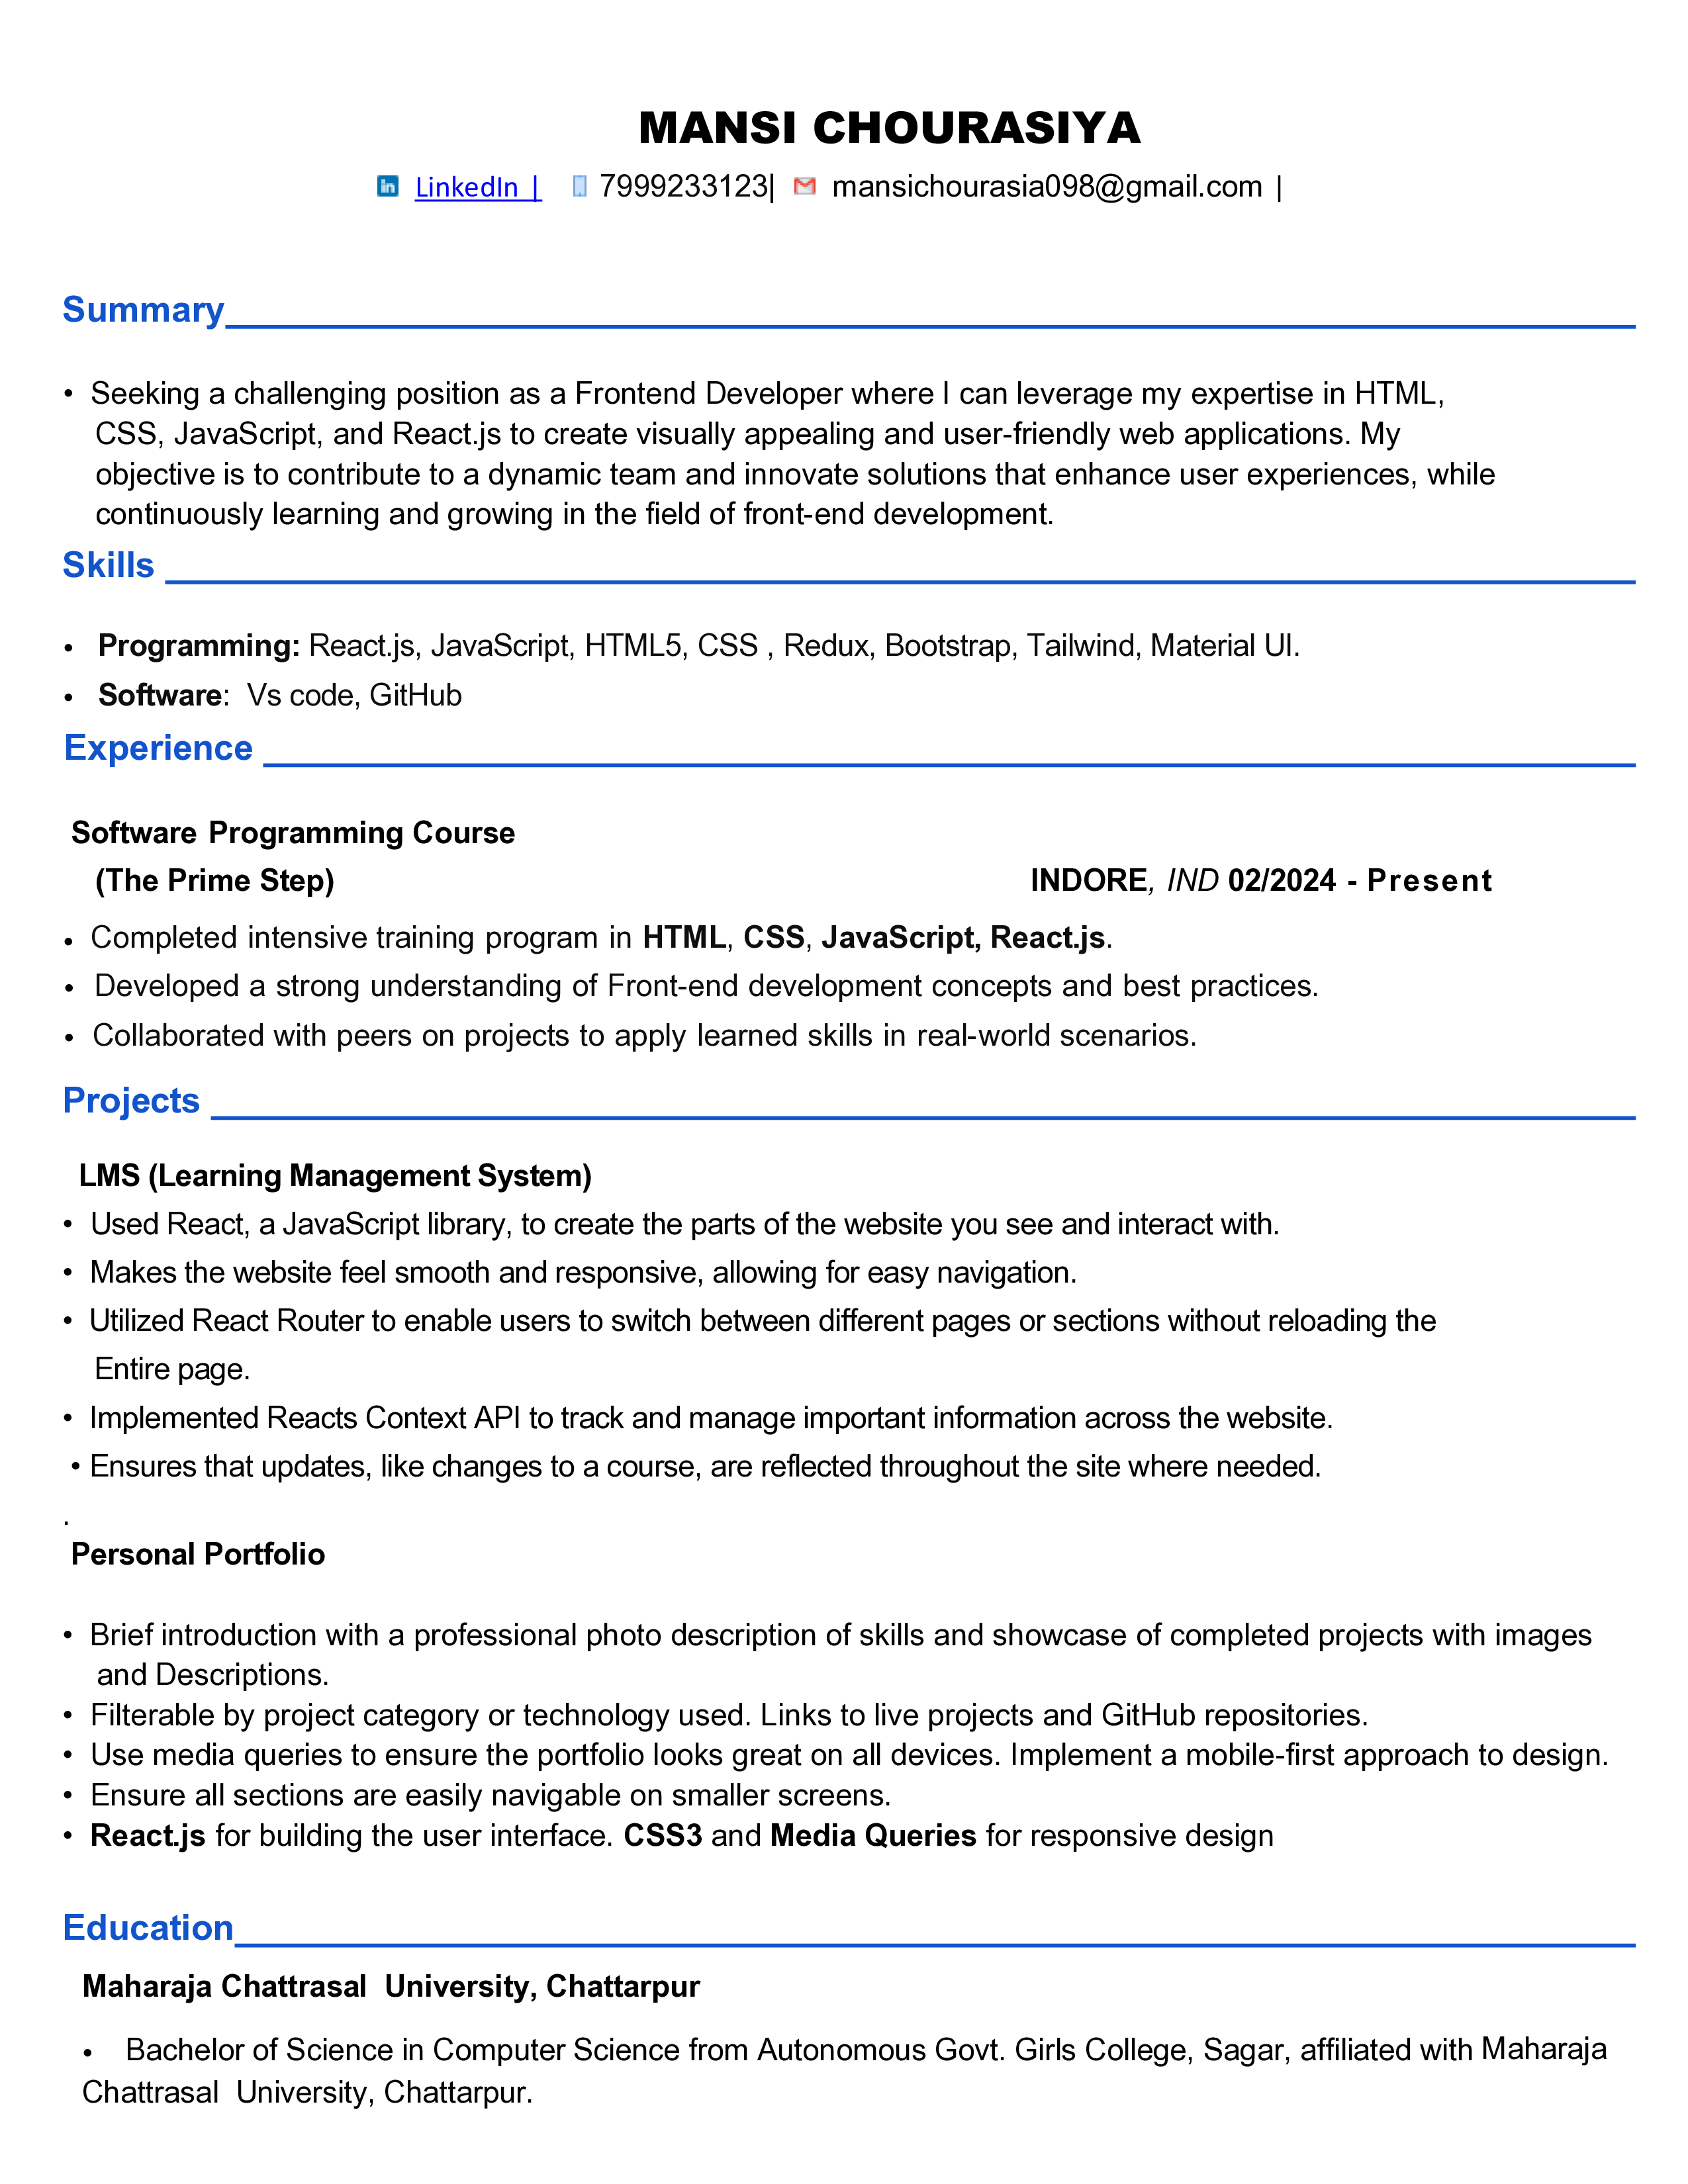 MANSI CHOURASIYA
LinkedIn | 7999233123| mansichourasia098@gmail.com |
Summary
• Seeking a challenging position as a Frontend Developer where I can leverage my expertise in HTML,
CSS, JavaScript, and React.js to create visually appealing and user-friendly web applications. My
objective is to contribute to a dynamic team and innovate solutions that enhance user experiences, while
continuously learning and growing in the field of front-end development.
Skills
• Programming: React.js, JavaScript, HTML5, CSS , Redux, Bootstrap, Tailwind, Material UI.
• Software: Vs code, GitHub
Experience
Software Programming Course
(The Prime Step) INDORE, IND 02/2024 - Present
• Completed intensive training program in HTML, CSS, JavaScript, React.js.
• Developed a strong understanding of Front-end development concepts and best practices.
• Collaborated with peers on projects to apply learned skills in real-world scenarios.
Projects
LMS (Learning Management System)
• Used React, a JavaScript library, to create the parts of the website you see and interact with.
• Makes the website feel smooth and responsive, allowing for easy navigation.
• Utilized React Router to enable users to switch between different pages or sections without reloading the
Entire page.
• Implemented Reacts Context API to track and manage important information across the website.
• Ensures that updates, like changes to a course, are reflected throughout the site where needed.
.
Personal Portfolio
• Brief introduction with a professional photo description of skills and showcase of completed projects with images
and Descriptions.
• Filterable by project category or technology used. Links to live projects and GitHub repositories.
• Use media queries to ensure the portfolio looks great on all devices. Implement a mobile-first approach to design.
• Ensure all sections are easily navigable on smaller screens.
• React.js for building the user interface. CSS3 and Media Queries for responsive design
Education
Maharaja Chattrasal University, Chattarpur
• Bachelor of Science in Computer Science from Autonomous Govt. Girls College, Sagar, affiliated with Maharaja
Chattrasal University, Chattarpur.